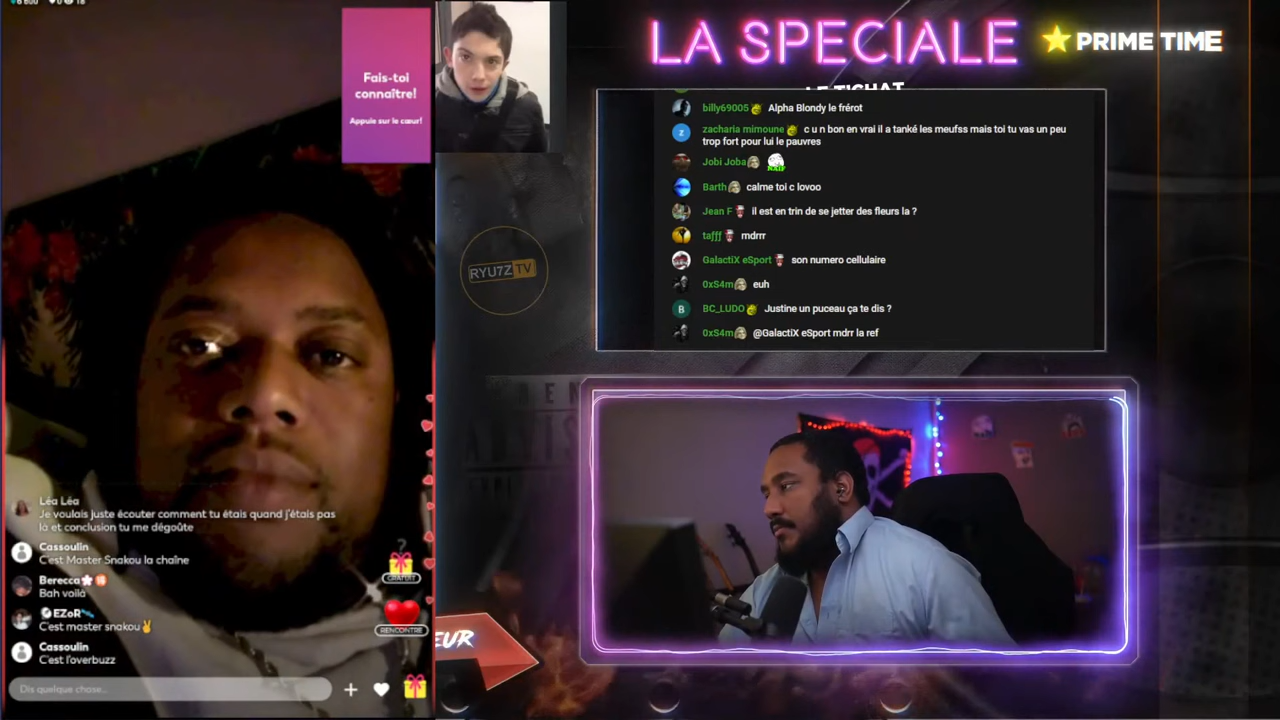 Fais-toi
connaître!
Appuie sur le cœur!
Léa Léa
Je voulais juste écouter comment tu étais quand j'étais pas
là et conclusion tu me dégoûte
Cassoulin
C'est Master Snakou la chaîne
Berecca🌸🔞
Bah voilà
EZoR
C'est master snakou✌️
Cassoulin
C'est l'overbuzz
Dis quelque chose...
GRATUIT
RENCONTRE
RYU7Z TV
EUR
LA SPECIALE
PRIME TIME
billy69005 Alpha Blondy le frérot
zacharia mimoune c u n bon en vrai il a tanké les meufss mais toi tu vas un peu
trop fort pour lui le pauvres
Jobi Joba
Barth calme toi c lovoo
Jean F il est en trin de se jetter des fleurs la ?
tafff mdrrr
GalactiX eSport son numero cellulaire
0xS4m euh
B
BC_LUDO Justine un puceau ça te dis ?
0xS4m @GalactiX eSport mdrr la ref